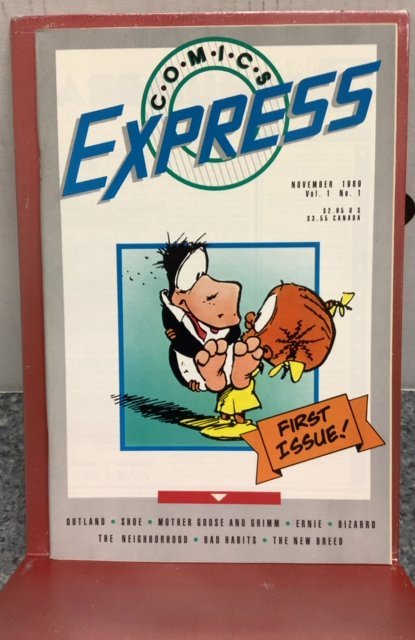 C·O·M·I·C·S
EXPRESS
NOVEMBER 1989
Vol. 1 No. 1
$2.95 U S
$3.55 CANADA
FIRST
ISSUE!
OUTLAND • SHOE • MOTHER GOOSE AND GRIMM • ERNIE • BIZARRO
THE NEIGHBORHOOD • BAD HABITS • THE NEW BREED